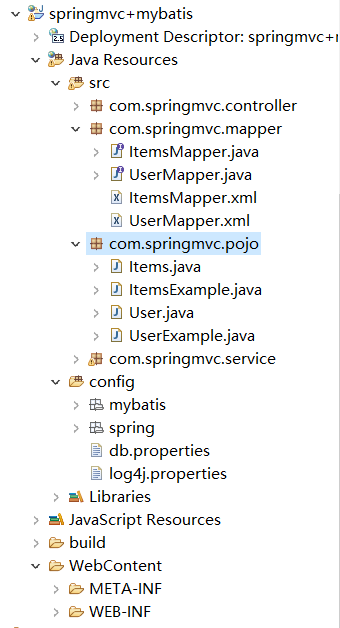 springmvc+mybatis
Deployment Descriptor: springmvc+
Java Resources
src
com.springmvc.controller
com.springmvc.mapper
ItemsMapper.java
UserMapper.java
ItemsMapper.xml
UserMapper.xml
com.springmvc.pojo
Items.java
ItemsExample.java
User.java
UserExample.java
com.springmvc.service
config
mybatis
spring
db.properties
log4j.properties
Libraries
JavaScript Resources
build
WebContent
META-INF
WEB-INF